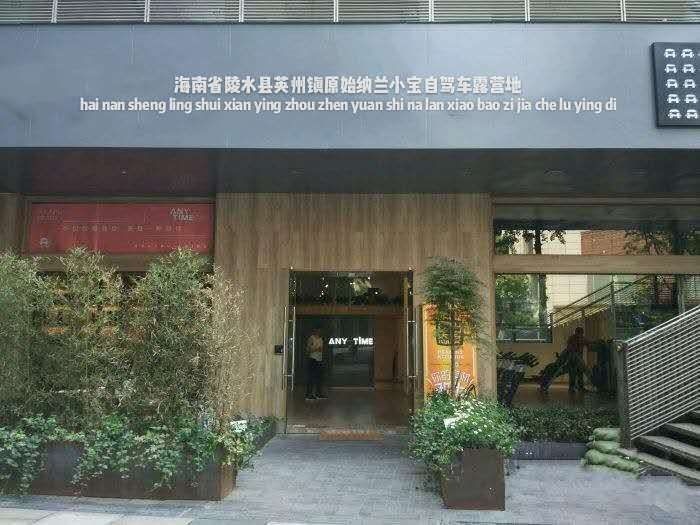 海南省陵水县英州镇原始纳兰小宝自驾车露营地
hai nan sheng ling shui xian ying zhou zhen yuan shi na lan xiao bao zi jia che lu ying di
ANY
TIME
ANY TIME